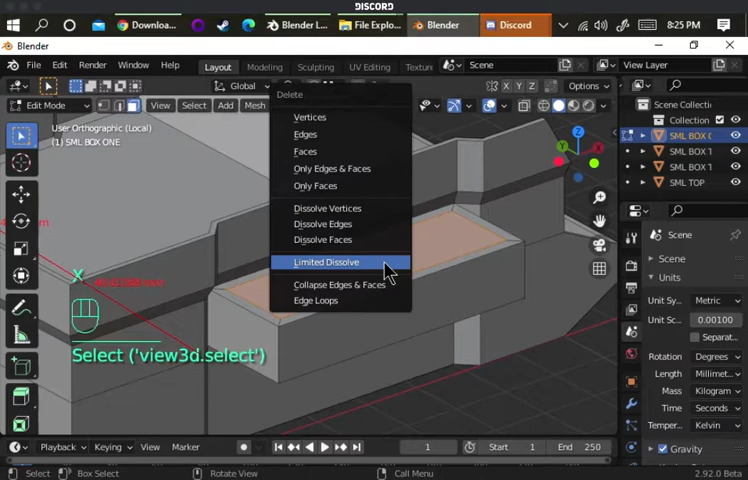 DISCORD
Downloa...
Blender L...
File Explo...
Blender
Discord
8:25 PM
Blender
File Edit Render Window Help
Layout Modeling Sculpting UV Editing Textur
Scene
View Layer
Global
X Y Z
Options
Edit Mode
View Select Add Mesh
User Orthographic (Local)
(1) SML BOX ONE
Delete
Vertices
Edges
Faces
Only Edges & Faces
Only Faces
Dissolve Vertices
Dissolve Edges
Dissolve Faces
Limited Dissolve
Collapse Edges & Faces
Edge Loops
X
Select ('view3d.select')
X
Y
Z
Scene Collection
Collection
SML BOX
SML BOX T
SML BOX T
SML TOP
Scene
Scene
Units
Unit Sy... Metric
Unit Sc... 0.00100
Separat...
Rotation Degrees
Length Millimet...
Mass Kilogram
Time Seconds
Temper... Kelvin
Gravity
Playback Keying View Marker
1
Start 1
End 250
Select Box Select Rotate View Call Menu
2.92.0 Beta